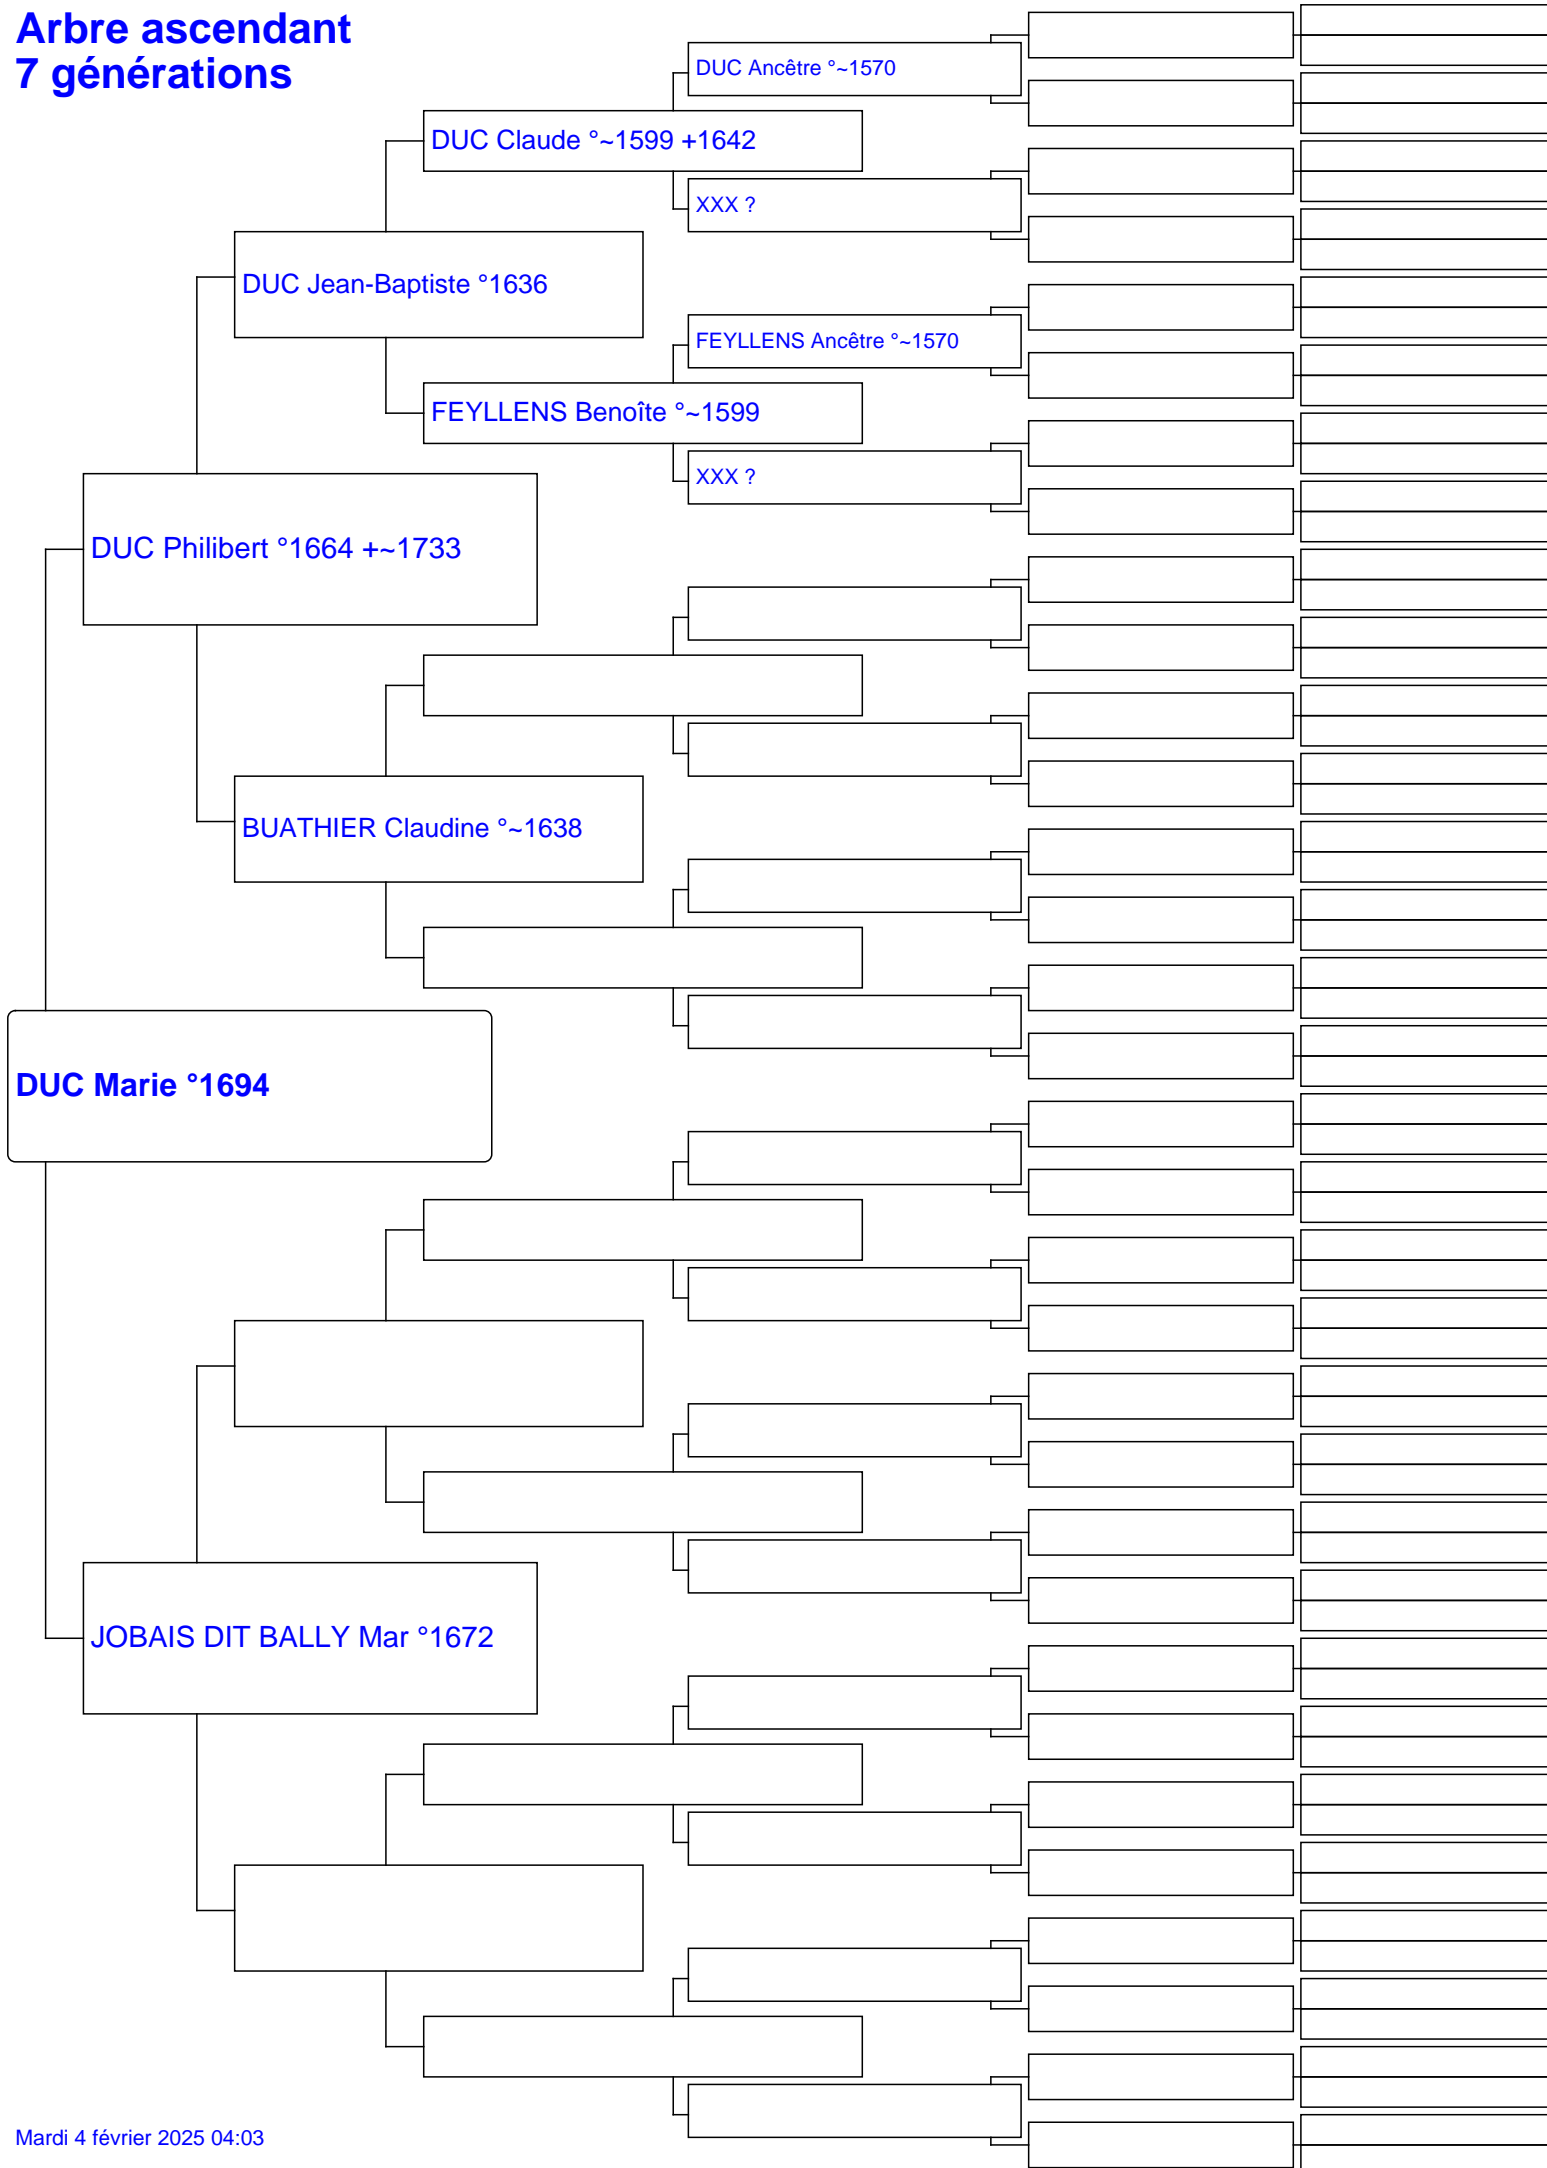 Arbre ascendant
7 générations
DUC Ancêtre °~1570
DUC Claude °~1599 +1642
XXX ?
DUC Jean-Baptiste °1636
FEYLLENS Ancêtre °~1570
FEYLLENS Benoîte °~1599
XXX ?
DUC Philibert °1664 +~1733
BUATHIER Claudine °~1638
DUC Marie °1694
JOBAIS DIT BALLY Mar °1672
Mardi 4 février 2025 04:03